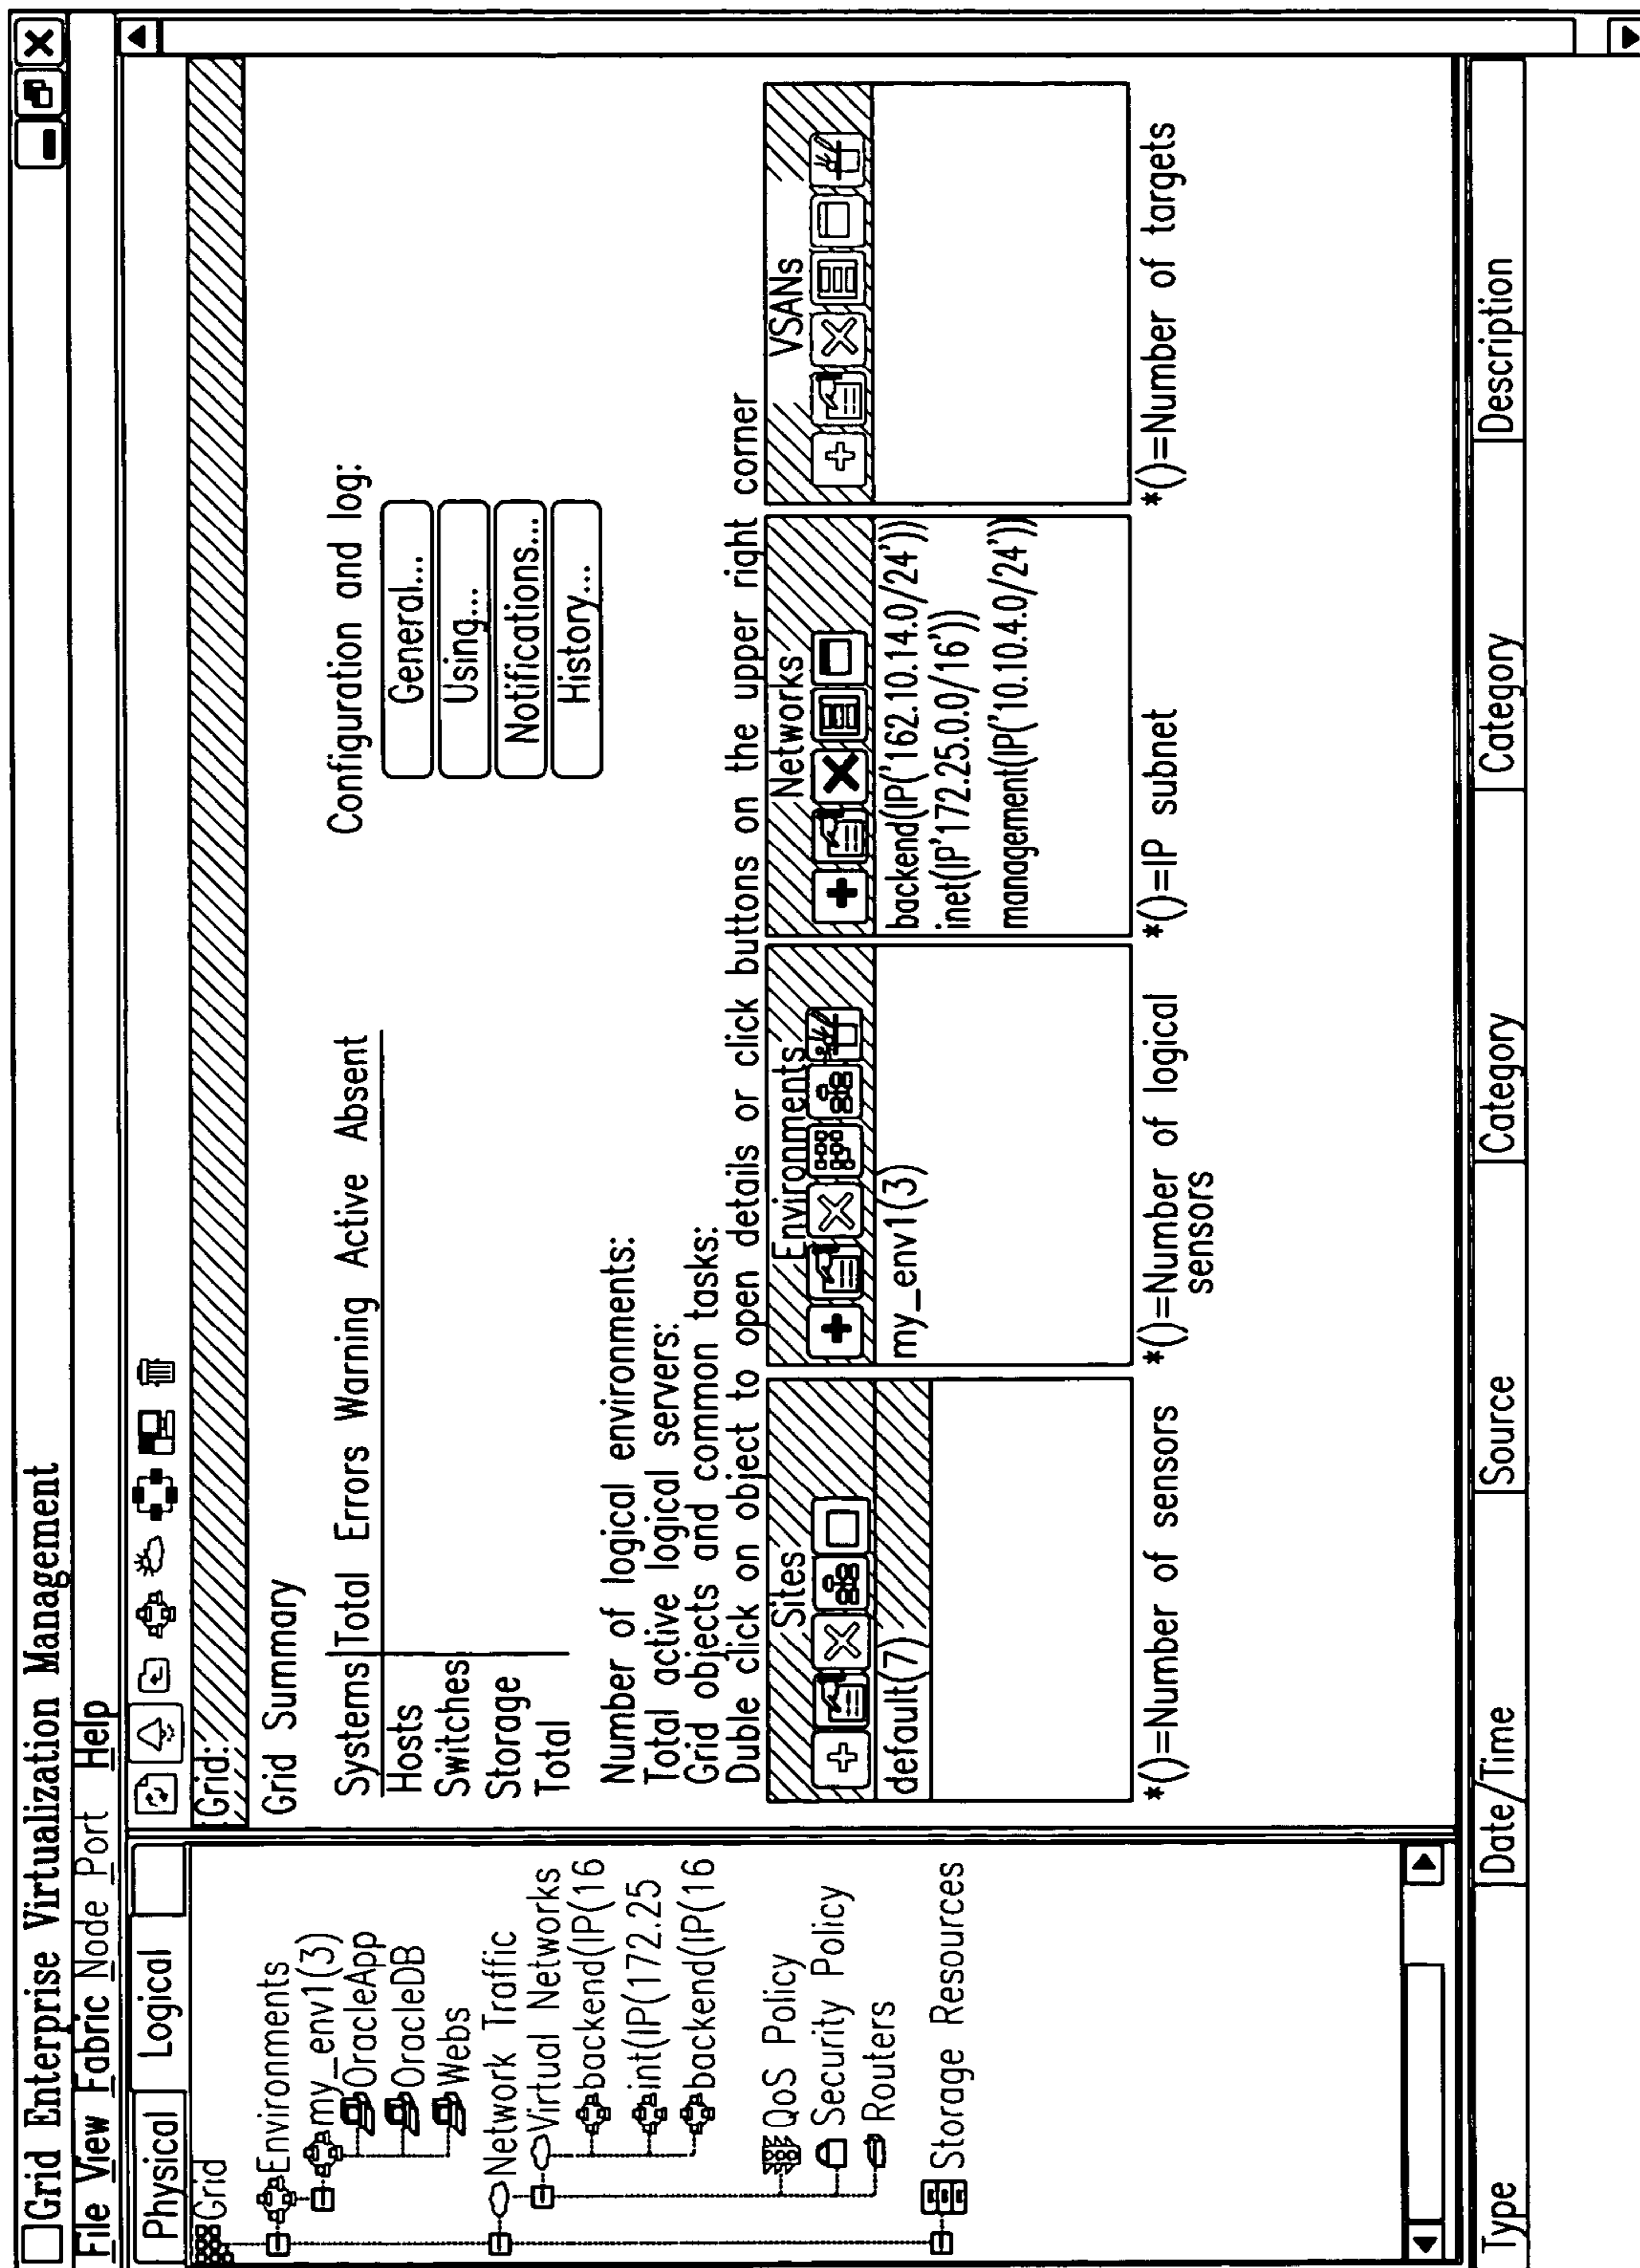 Grid Enterprise Virtualization Management
File View Fabric Node Port Help
Physical Logical
Grid
Environments
my_env1(3)
OracleApp
OracleDB
Webs
Network Traffic
Virtual Networks
backend(IP(16
int(IP(172.25
backend(IP(16
QoS Policy
Security Policy
Routers
Storage Resources
Grid:
Grid Summary
Systems Total Errors Warning Active Absent
Hosts
Switches
Storage
Total
Configuration and log:
General...
Using...
Notifications...
History...
Number of logical environments:
Total active logical servers:
Grid objects and common tasks:
Duble click on object to open details or click buttons on the upper right corner
Sites
default(7)
*()=Number of sensors
Environments
my_env1(3)
*()=Number of logical
sensors
Networks
backend(IP('162.10.14.0/24'))
inet(IP'172.25.0.0/16'))
management(IP('10.10.4.0/24'))
*()=IP subnet
VSANs
*()=Number of targets
Type Date/Time Source Category Category Description